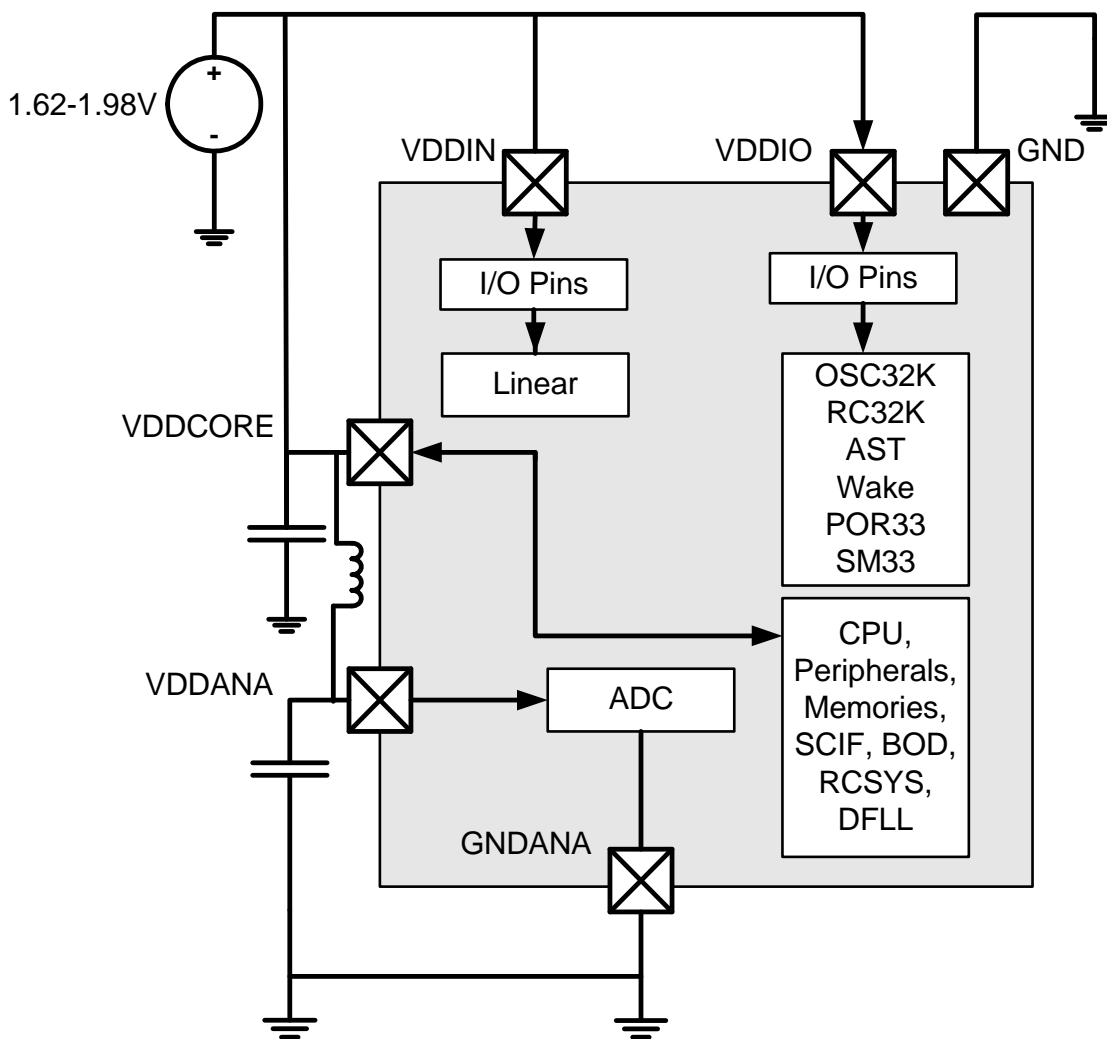 +
1.62-1.98V
-
VDDIN
VDDIO
GND
I/O Pins
I/O Pins
Linear
OSC32K
RC32K
AST
Wake
POR33
SM33
VDDCORE
CPU,
Peripherals,
Memories,
SCIF, BOD,
RCSYS,
DFLL
VDDANA
ADC
GNDANA